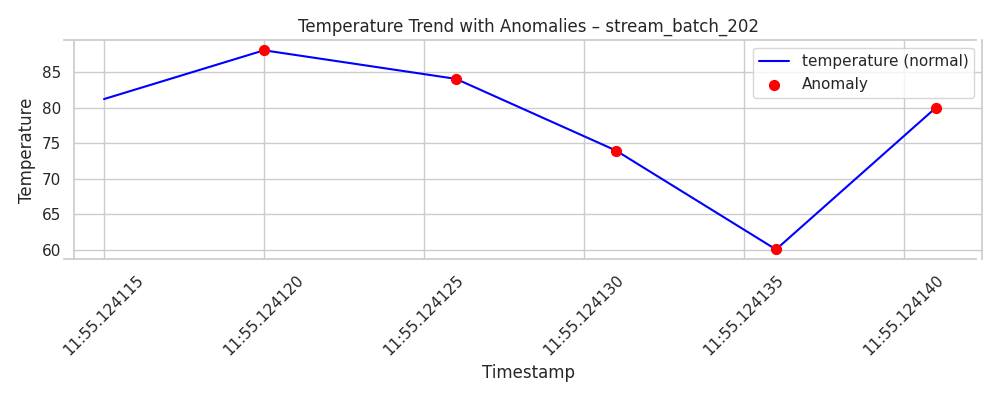 Temperature Trend with Anomalies – stream_batch_202
temperature (normal)
Anomaly
Temperature
85
80
75
70
65
60
11:55.124115
11:55.124120
11:55.124125
11:55.124130
11:55.124135
11:55.124140
Timestamp